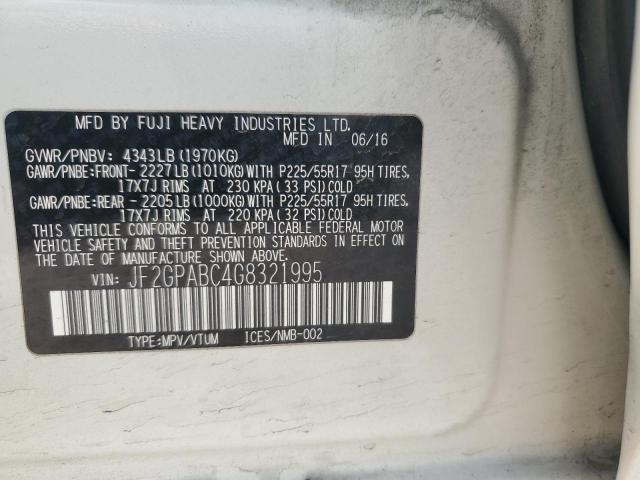 MFD BY FUJI HEAVY INDUSTRIES LTD.
MFD IN 06/16
GVWR/PNBV: 4343LB(1970KG)
GAWR/PNBE:FRONT- 2227LB(1010KG)WITH P225/55R17 95H TIRES,
17X7J RIMS AT 230 KPA(33 PSI)COLD
GAWR/PNBE:REAR - 2205LB(1000KG)WITH P225/55R17 95H TIRES,
17X7J RIMS AT 220 KPA(32 PSI)COLD
THIS VEHICLE CONFORMS TO ALL APPLICABLE FEDERAL MOTOR
VEHICLE SAFETY AND THEFT PREVENTION STANDARDS IN EFFECT ON
THE DATE OF MANUFACTURE SHOWN ABOVE.
VIN: JF2GPABC4G8321995
TYPE:MPV/VTUM ICES/NMB-002